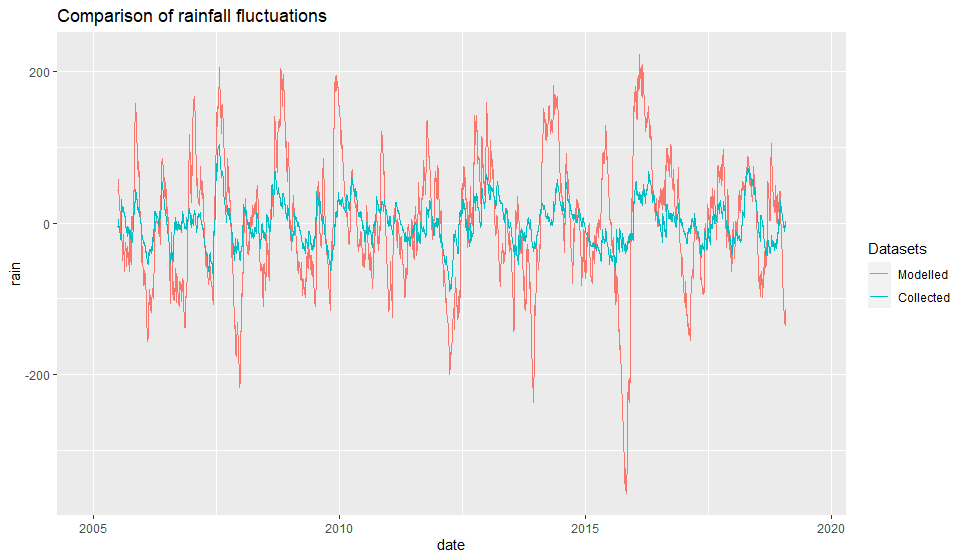 Comparison of rainfall fluctuations
200
0
-200
rain
2005
2010
2015
2020
date
Datasets
Modelled
Collected